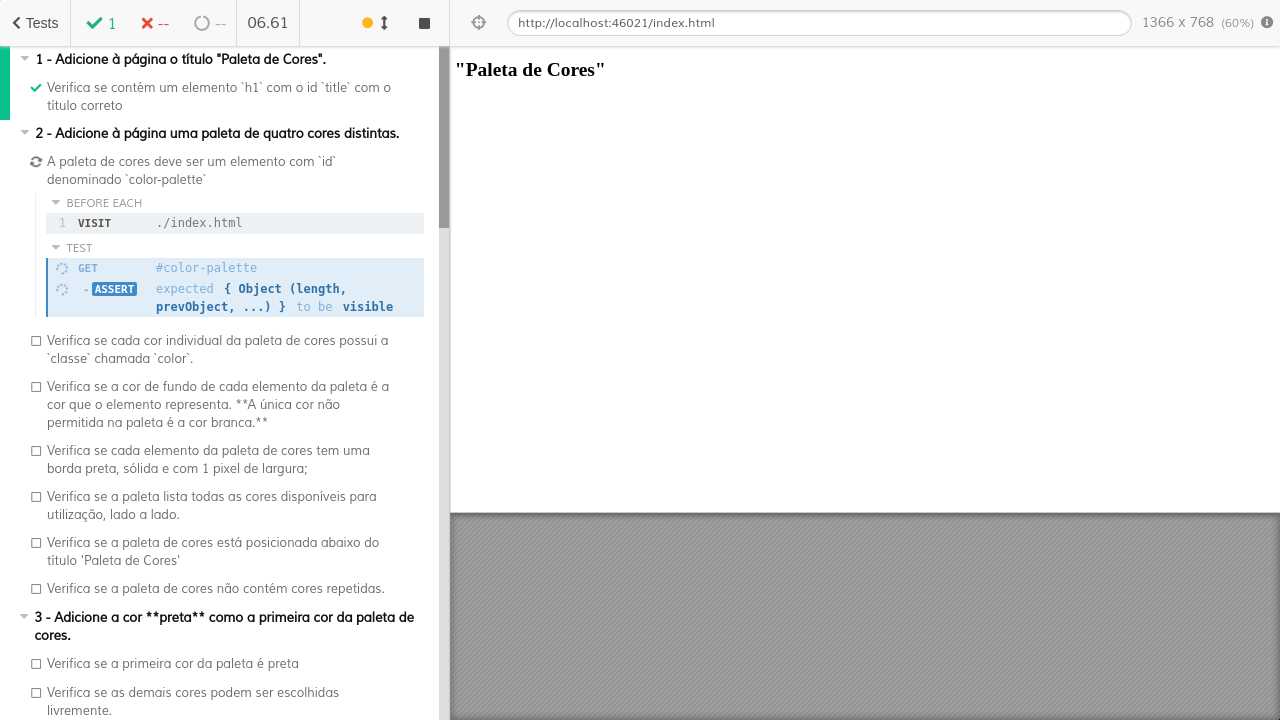 Tests
1
--
--
06.61
http://localhost:46021/index.html
1366 x 768 (60%)
1 - Adicione à página o título "Paleta de Cores".
Verifica se contém um elemento `h1` com o id `title` com o
título correto
2 - Adicione à página uma paleta de quatro cores distintas.
A paleta de cores deve ser um elemento com `id`
denominado `color-palette`
BEFORE EACH
1 VISIT ./index.html
TEST
GET #color-palette
- ASSERT expected { Object (length,
prevObject, ...) } to be visible
Verifica se cada cor individual da paleta de cores possui a
`classe` chamada `color`.
Verifica se a cor de fundo de cada elemento da paleta é a
cor que o elemento representa. **A única cor não
permitida na paleta é a cor branca.**
Verifica se cada elemento da paleta de cores tem uma
borda preta, sólida e com 1 pixel de largura;
Verifica se a paleta lista todas as cores disponíveis para
utilização, lado a lado.
Verifica se a paleta de cores está posicionada abaixo do
título 'Paleta de Cores'
Verifica se a paleta de cores não contém cores repetidas.
3 - Adicione a cor **preta** como a primeira cor da paleta de
cores.
Verifica se a primeira cor da paleta é preta
Verifica se as demais cores podem ser escolhidas
livremente.
"Paleta de Cores"